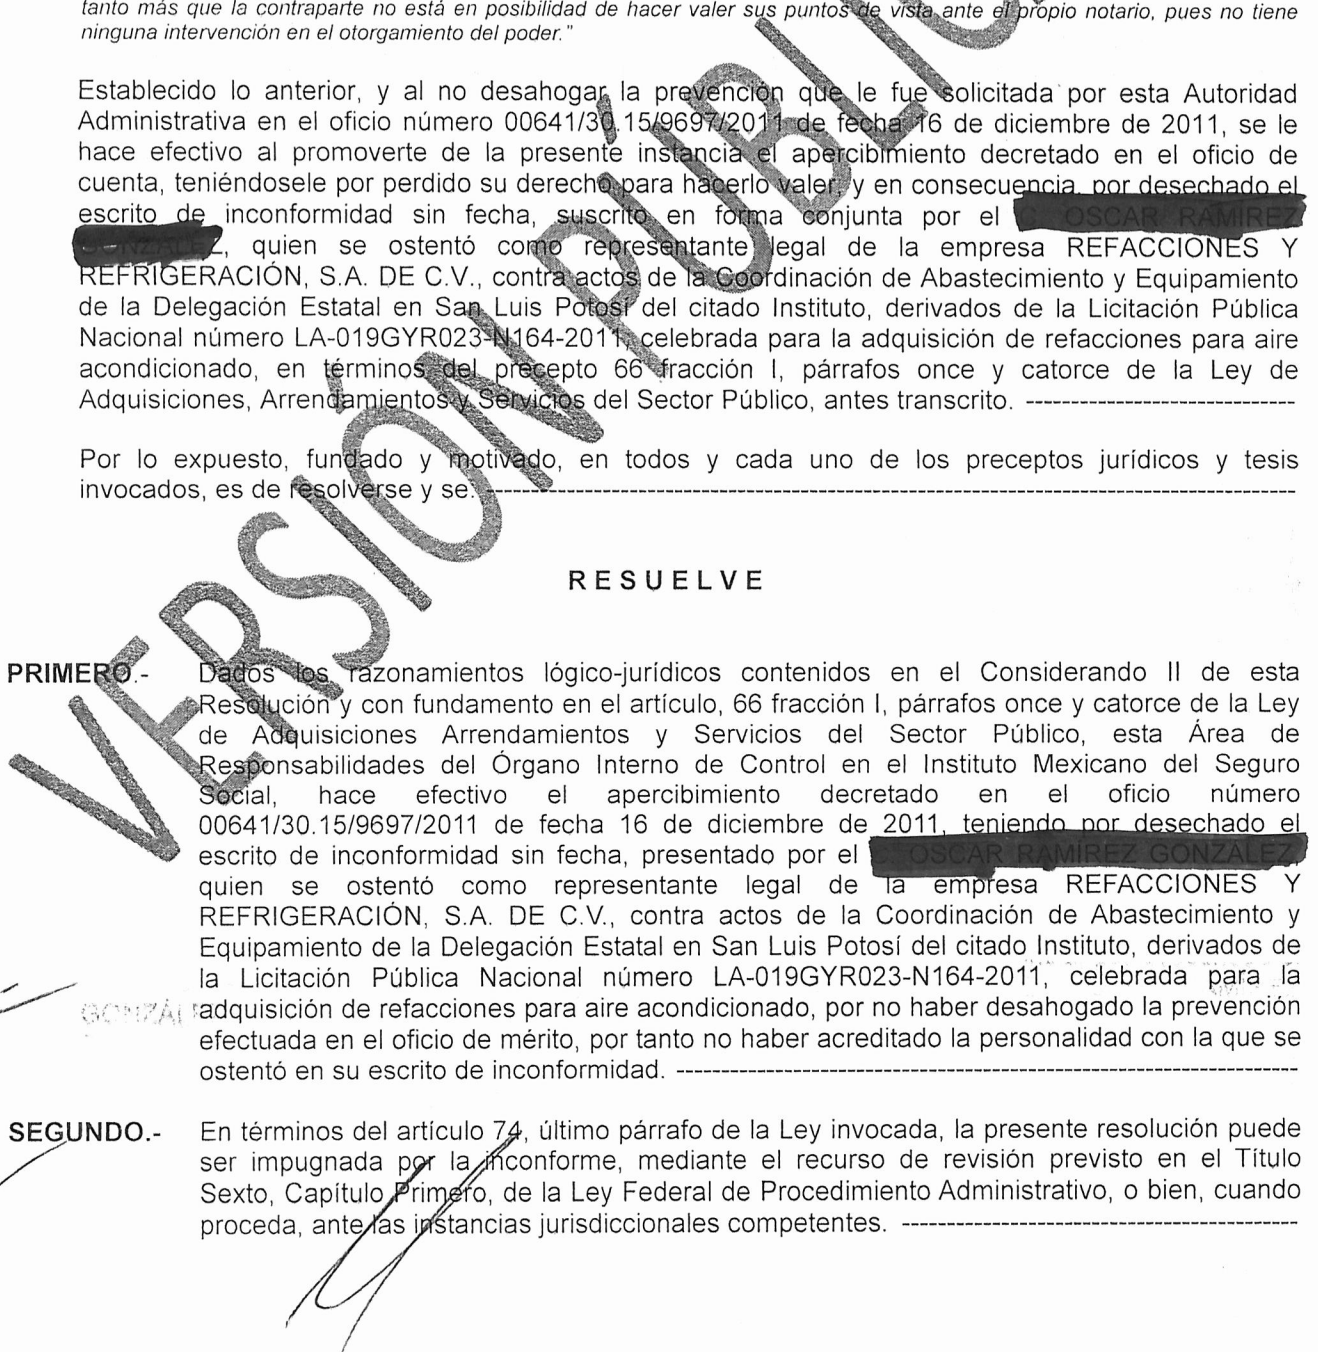 tanto más que la contraparte no está en posibilidad de hacer valer sus puntos de vista ante el propio notario, pues no tiene
ninguna intervención en el otorgamiento del poder."
Establecido lo anterior, y al no desahogar la prevención que le fue solicitada por esta Autoridad
Administrativa en el oficio número 00641/30.15/9697/2011 de fecha 16 de diciembre de 2011, se le
hace efectivo al promoverte de la presente instancia el apercibimiento decretado en el oficio de
cuenta, teniéndosele por perdido su derecho para hacerlo valer, y en consecuencia, por desechado el
escrito de inconformidad sin fecha, suscrito en forma conjunta por el
quien se ostentó como representante legal de la empresa REFACCIONES Y
REFRIGERACIÓN, S.A. DE C.V., contra actos de la Coordinación de Abastecimiento y Equipamiento
de la Delegación Estatal en San Luis Potosí del citado Instituto, derivados de la Licitación Pública
Nacional número LA-019GYR023-N164-2011, celebrada para la adquisición de refacciones para aire
acondicionado, en términos del precepto 66 fracción I, párrafos once y catorce de la Ley de
Adquisiciones, Arrendamientos y Servicios del Sector Público, antes transcrito. ------------------------------
Por lo expuesto, fundado y motivado, en todos y cada uno de los preceptos jurídicos y tesis
invocados, es de resolverse y se: ------------------------------------------------------------------------------------------
VERSIÓN PÚBLIC
R E S U E L V E
PRIMERO.- Dados los razonamientos lógico-jurídicos contenidos en el Considerando II de esta
Resolución y con fundamento en el artículo, 66 fracción I, párrafos once y catorce de la Ley
de Adquisiciones Arrendamientos y Servicios del Sector Público, esta Área de
Responsabilidades del Órgano Interno de Control en el Instituto Mexicano del Seguro
Social, hace efectivo el apercibimiento decretado en el oficio número
00641/30.15/9697/2011 de fecha 16 de diciembre de 2011, teniendo por desechado el
escrito de inconformidad sin fecha, presentado por el
quien se ostentó como representante legal de la empresa REFACCIONES Y
REFRIGERACIÓN, S.A. DE C.V., contra actos de la Coordinación de Abastecimiento y
Equipamiento de la Delegación Estatal en San Luis Potosí del citado Instituto, derivados de
la Licitación Pública Nacional número LA-019GYR023-N164-2011, celebrada para la
adquisición de refacciones para aire acondicionado, por no haber desahogado la prevención
efectuada en el oficio de mérito, por tanto no haber acreditado la personalidad con la que se
ostentó en su escrito de inconformidad. ----------------------------------------------------------------------
SEGUNDO.- En términos del artículo 74, último párrafo de la Ley invocada, la presente resolución puede
ser impugnada por la inconforme, mediante el recurso de revisión previsto en el Título
Sexto, Capítulo Primero, de la Ley Federal de Procedimiento Administrativo, o bien, cuando
proceda, ante las instancias jurisdiccionales competentes. --------------------------------------------